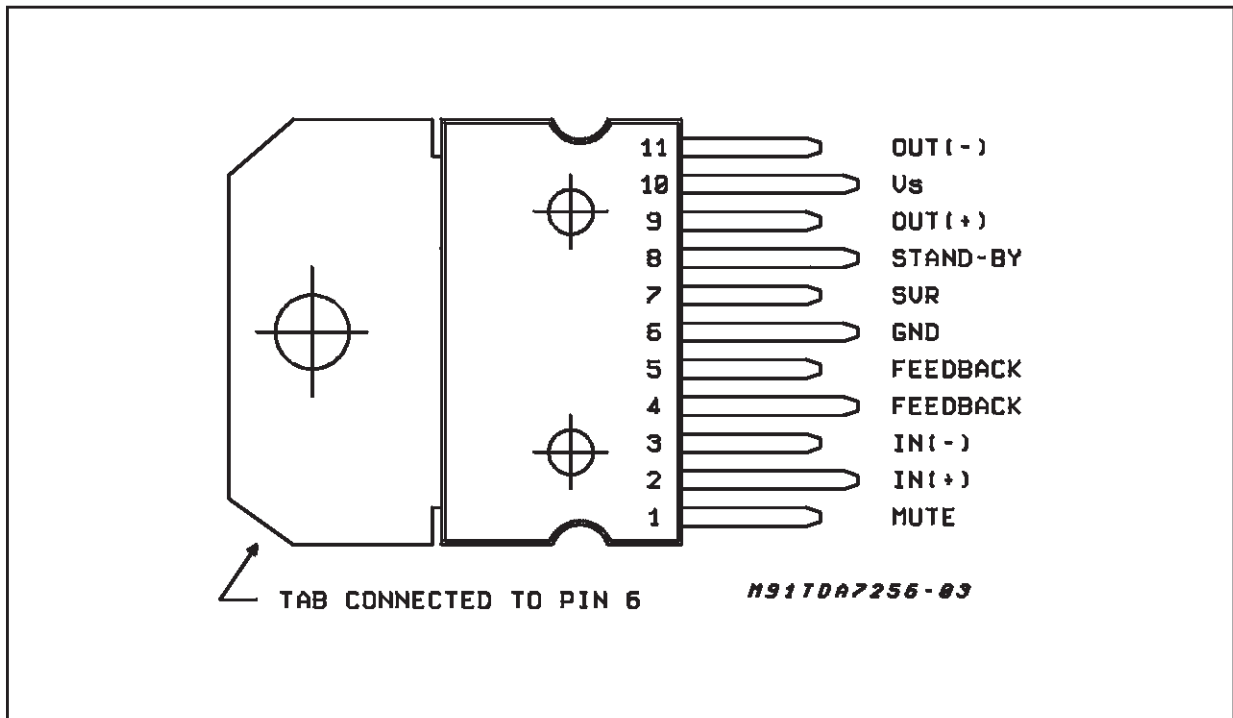 11 OUT(-)
10 Vs
9 OUT(+)
8 STAND-BY
7 SVR
6 GND
5 FEEDBACK
4 FEEDBACK
3 IN(-)
2 IN(+)
1 MUTE
TAB CONNECTED TO PIN 6
M91TDA7256-03